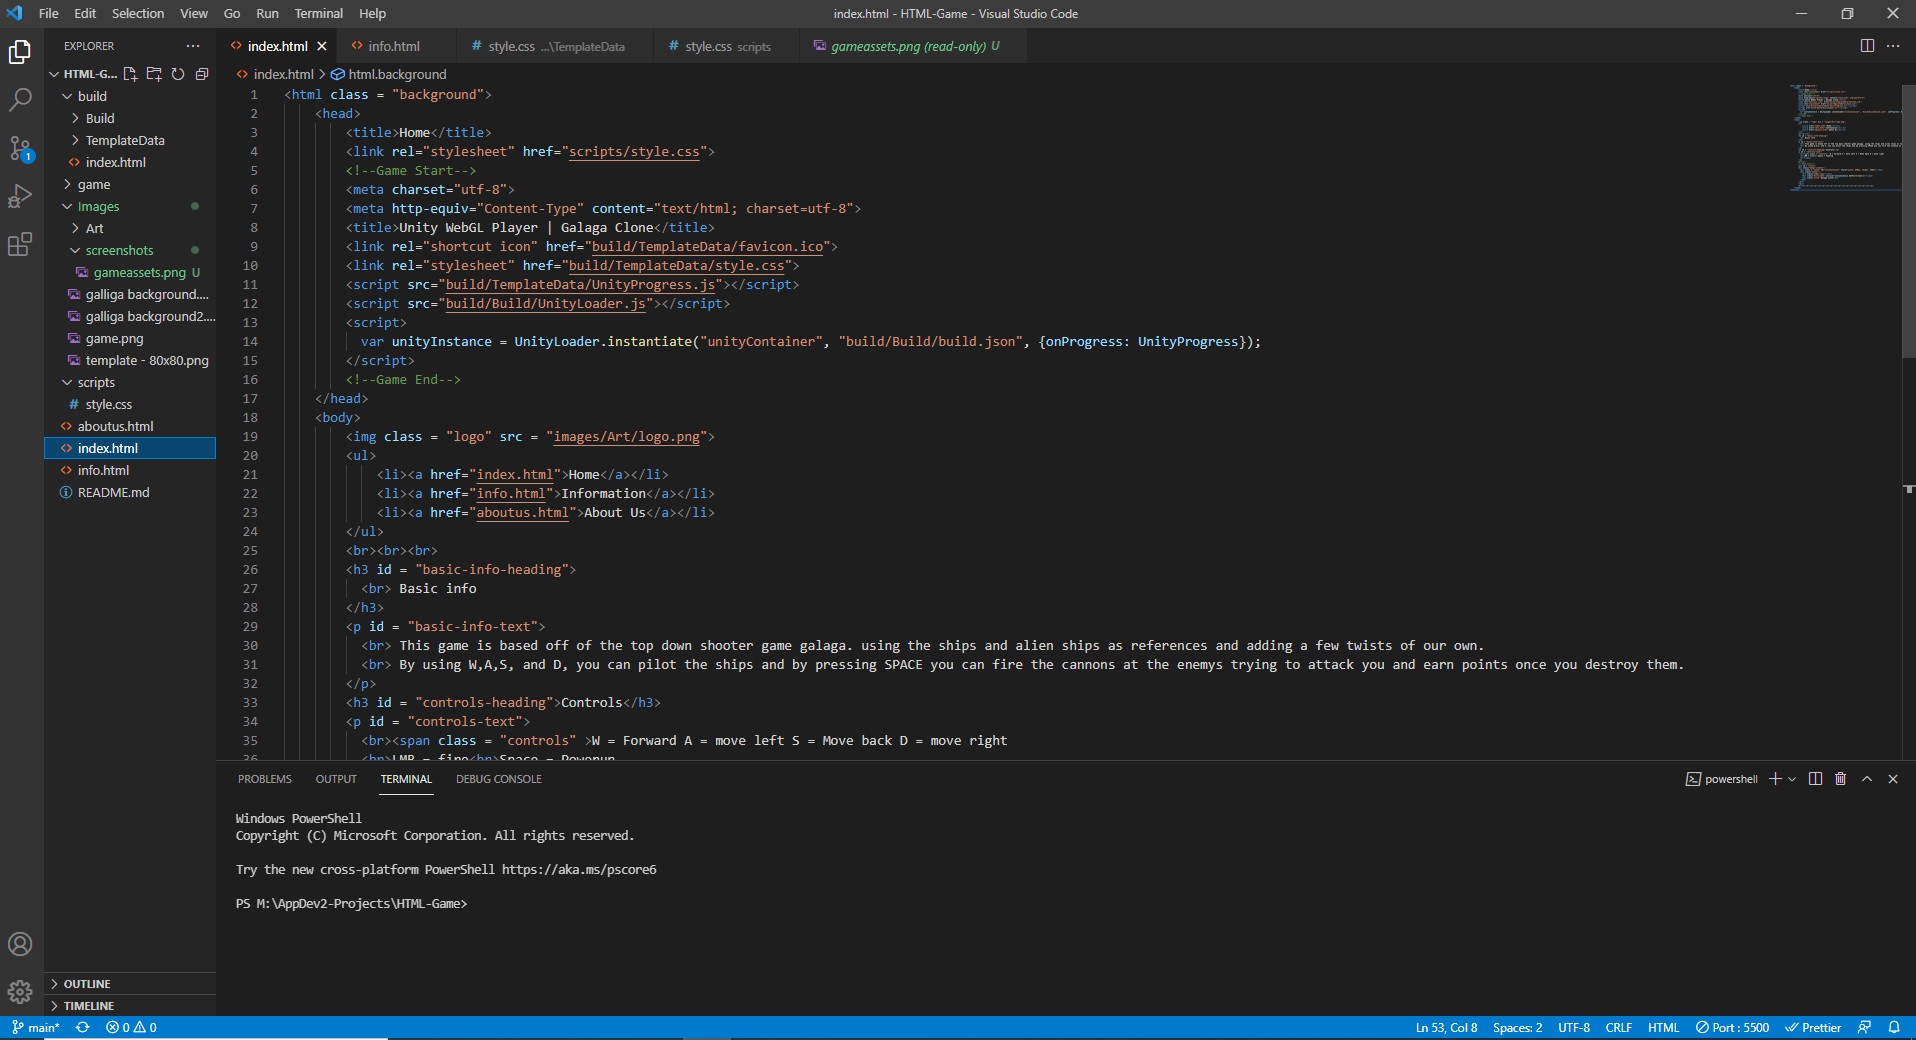 File Edit Selection View Go Run Terminal Help
index.html - HTML-Game - Visual Studio Code
EXPLORER
HTML-G...
build
Build
TemplateData
index.html
game
Images
Art
screenshots
gameassets.png U
galliga background....
galliga background2....
game.png
template - 80x80.png
scripts
style.css
aboutus.html
index.html
info.html
README.md
OUTLINE
TIMELINE
index.html
info.html
style.css ...\TemplateData
style.css scripts
gameassets.png (read-only) U
index.html > html.background
1 <html class = "background">
2 <head>
3 <title>Home</title>
4 <link rel="stylesheet" href="scripts/style.css">
5 <!--Game Start-->
6 <meta charset="utf-8">
7 <meta http-equiv="Content-Type" content="text/html; charset=utf-8">
8 <title>Unity WebGL Player | Galaga Clone</title>
9 <link rel="shortcut icon" href="build/TemplateData/favicon.ico">
10 <link rel="stylesheet" href="build/TemplateData/style.css">
11 <script src="build/TemplateData/UnityProgress.js"></script>
12 <script src="build/Build/UnityLoader.js"></script>
13 <script>
14 var unityInstance = UnityLoader.instantiate("unityContainer", "build/Build/build.json", {onProgress: UnityProgress});
15 </script>
16 <!--Game End-->
17 </head>
18 <body>
19 <img class = "logo" src = "images/Art/logo.png">
20 <ul>
21 <li><a href="index.html">Home</a></li>
22 <li><a href="info.html">Information</a></li>
23 <li><a href="aboutus.html">About Us</a></li>
24 </ul>
25 <br><br><br>
26 <h3 id = "basic-info-heading">
27 <br> Basic info
28 </h3>
29 <p id = "basic-info-text">
30 <br> This game is based off of the top down shooter game galaga. using the ships and alien ships as references and adding a few twists of our own.
31 <br> By using W,A,S, and D, you can pilot the ships and by pressing SPACE you can fire the cannons at the enemys trying to attack you and earn points once you destroy them.
32 </p>
33 <h3 id = "controls-heading">Controls</h3>
34 <p id = "controls-text">
35 <br><span class = "controls" >W = Forward A = move left S = Move back D = move right
36 <br>LMB = fire<br>Space = Powerup
PROBLEMS OUTPUT TERMINAL DEBUG CONSOLE
powershell
Windows PowerShell
Copyright (C) Microsoft Corporation. All rights reserved.
Try the new cross-platform PowerShell https://aka.ms/pscore6
PS M:\AppDev2-Projects\HTML-Game>
main* 0 0
Ln 53, Col 8 Spaces: 2 UTF-8 CRLF HTML Port : 5500 Prettier